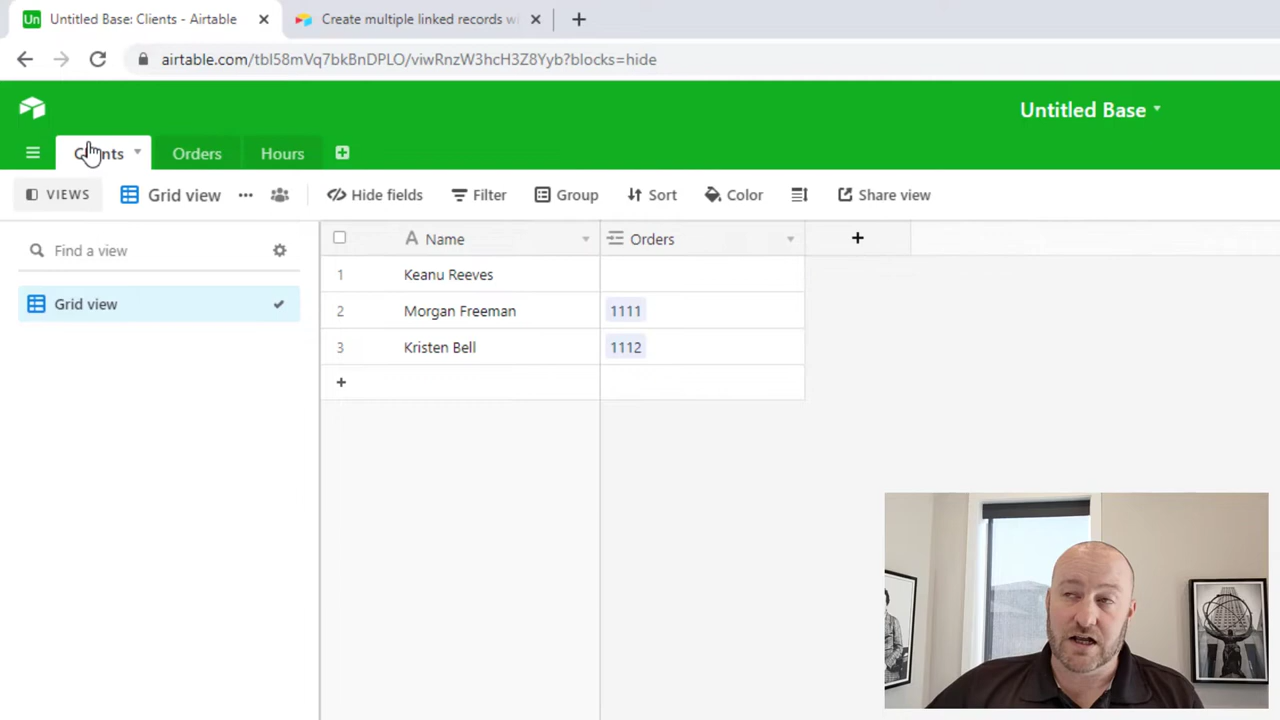 Un Untitled Base: Clients - Airtable
Create multiple linked records wi
airtable.com/tbl58mVq7bkBnDPLO/viwRnzW3hcH3Z8Yyb?blocks=hide
Untitled Base
Clients Orders Hours
VIEWS Grid view Hide fields Filter Group Sort Color Share view
Find a view
Grid view
Name Orders
1 Keanu Reeves
2 Morgan Freeman 1111
3 Kristen Bell 1112